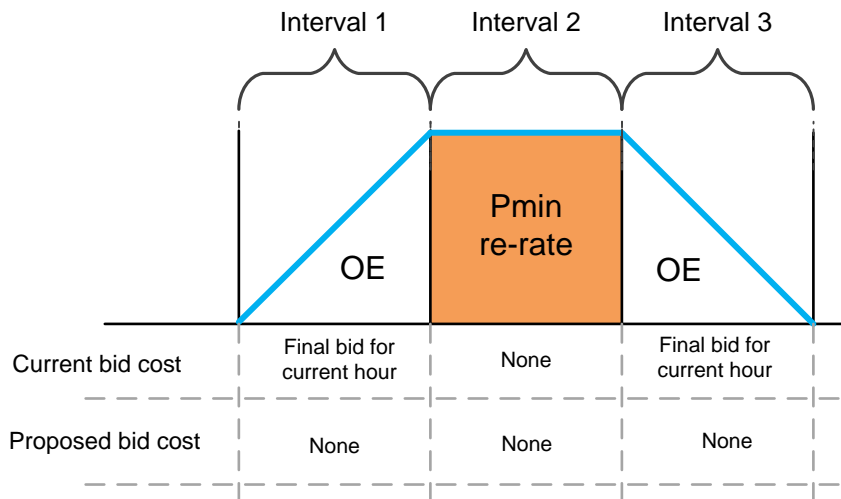 Interval 1
Interval 2
Interval 3
OE
Pmin
re-rate
OE
Current bid cost
Final bid for
current hour
None
Final bid for
current hour
Proposed bid cost
None
None
None